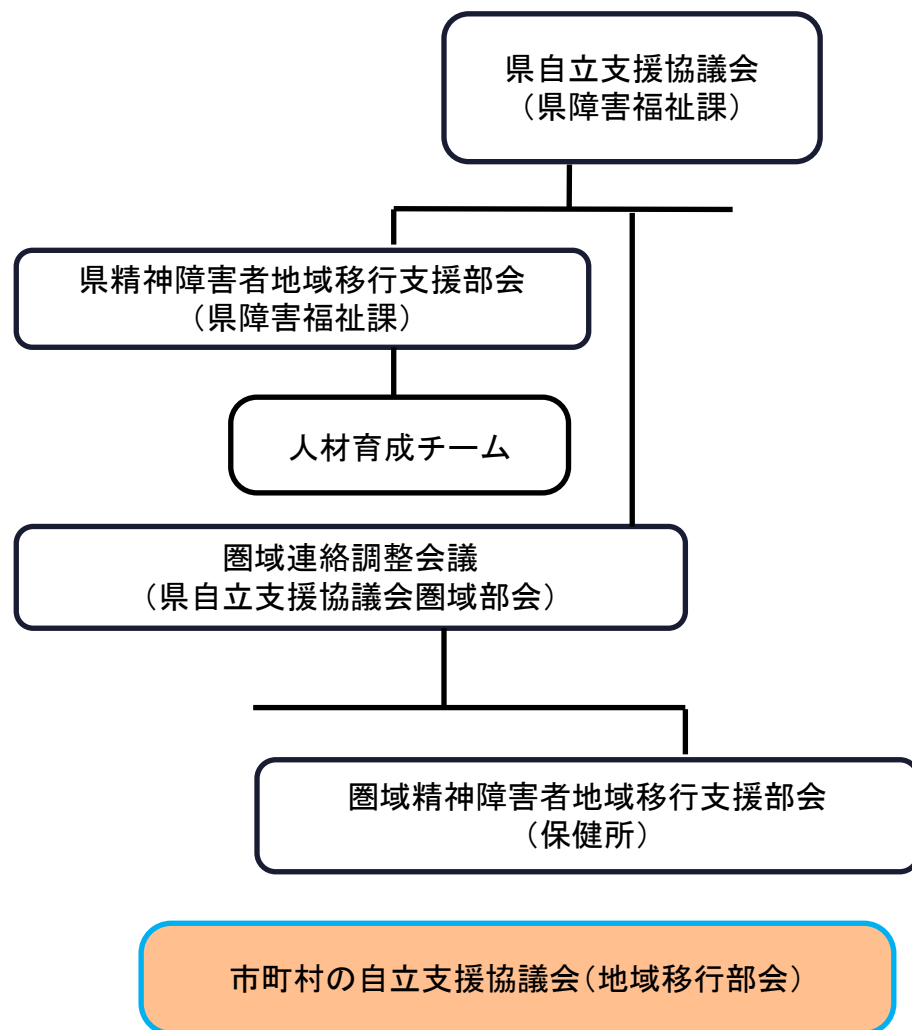 県自立支援協議会
（県障害福祉課）
県精神障害者地域移行支援部会
（県障害福祉課）
人材育成チーム
圏域連絡調整会議
（県自立支援協議会圏域部会）
圏域精神障害者地域移行支援部会
（保健所）
市町村の自立支援協議会（地域移行部会）